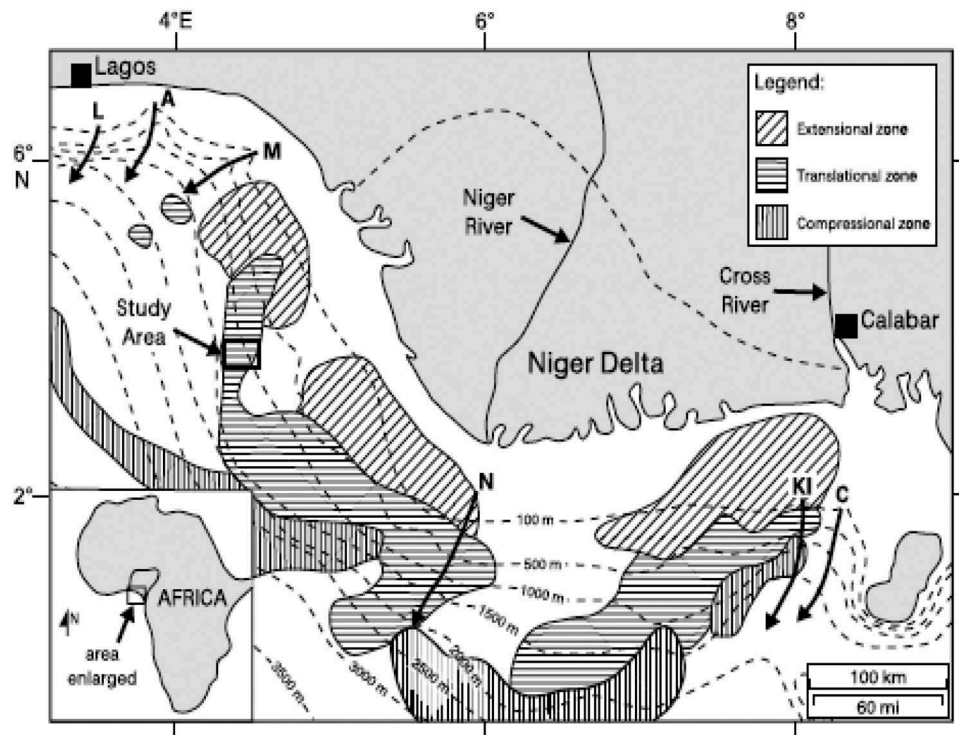 4°E
6°
8°
Lagos
L
A
M
6°
N
Legend:
Extensional zone
Translational zone
Compressional zone
Niger
River
Cross
River
Calabar
Study
Area
Niger Delta
2°
N
KI
C
100 m
500 m
1000 m
1500 m
2000 m
2500 m
3000 m
3500 m
AFRICA
N
area
enlarged
100 km
60 mi